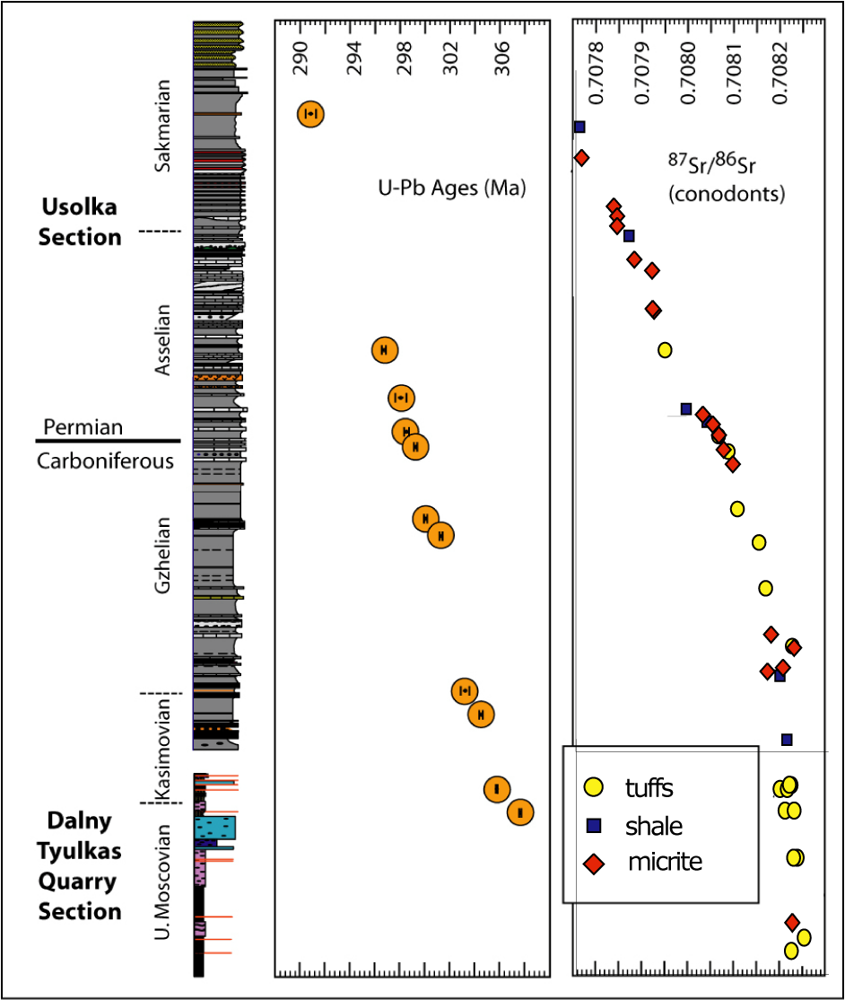 290
294
298
302
306
0.7078
0.7079
0.7080
0.7081
0.7082
U-Pb Ages (Ma)
87Sr/86Sr
(conodonts)
Sakmarian
Usolka
Section
Asselian
Permian
Carboniferous
Gzhelian
Kasimovian
Dalny
Tyulkas
Quarry
Section
U. Moscovian
tuffs
shale
micrite